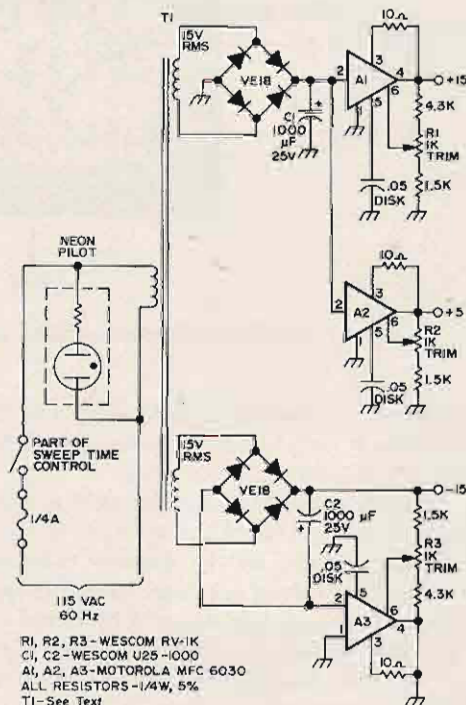 T1
15V
RMS
VE18
C1
1000
µF
25V
+
10Ω
2
A1
3
4
1
5
6
+15
4.3K
R1
1K
TRIM
1.5K
.05
DISK
10Ω
2
A2
3
1
5
6
+5
R2
1K
TRIM
1.5K
.05
DISK
NEON
PILOT
PART OF
SWEEP TIME
CONTROL
1/4A
115 VAC
60 Hz
15V
RMS
VE18
C2
1000 µF
25V
+
-15
1.5K
R3
1K
TRIM
4.3K
.05
DISK
2
5
6
A3
4
1
3
10Ω
R1, R2, R3-WESCOM RV-1K
C1, C2-WESCOM U25-1000
A1, A2, A3-MOTOROLA MFC 6030
ALL RESISTORS-1/4W, 5%
T1-See Text